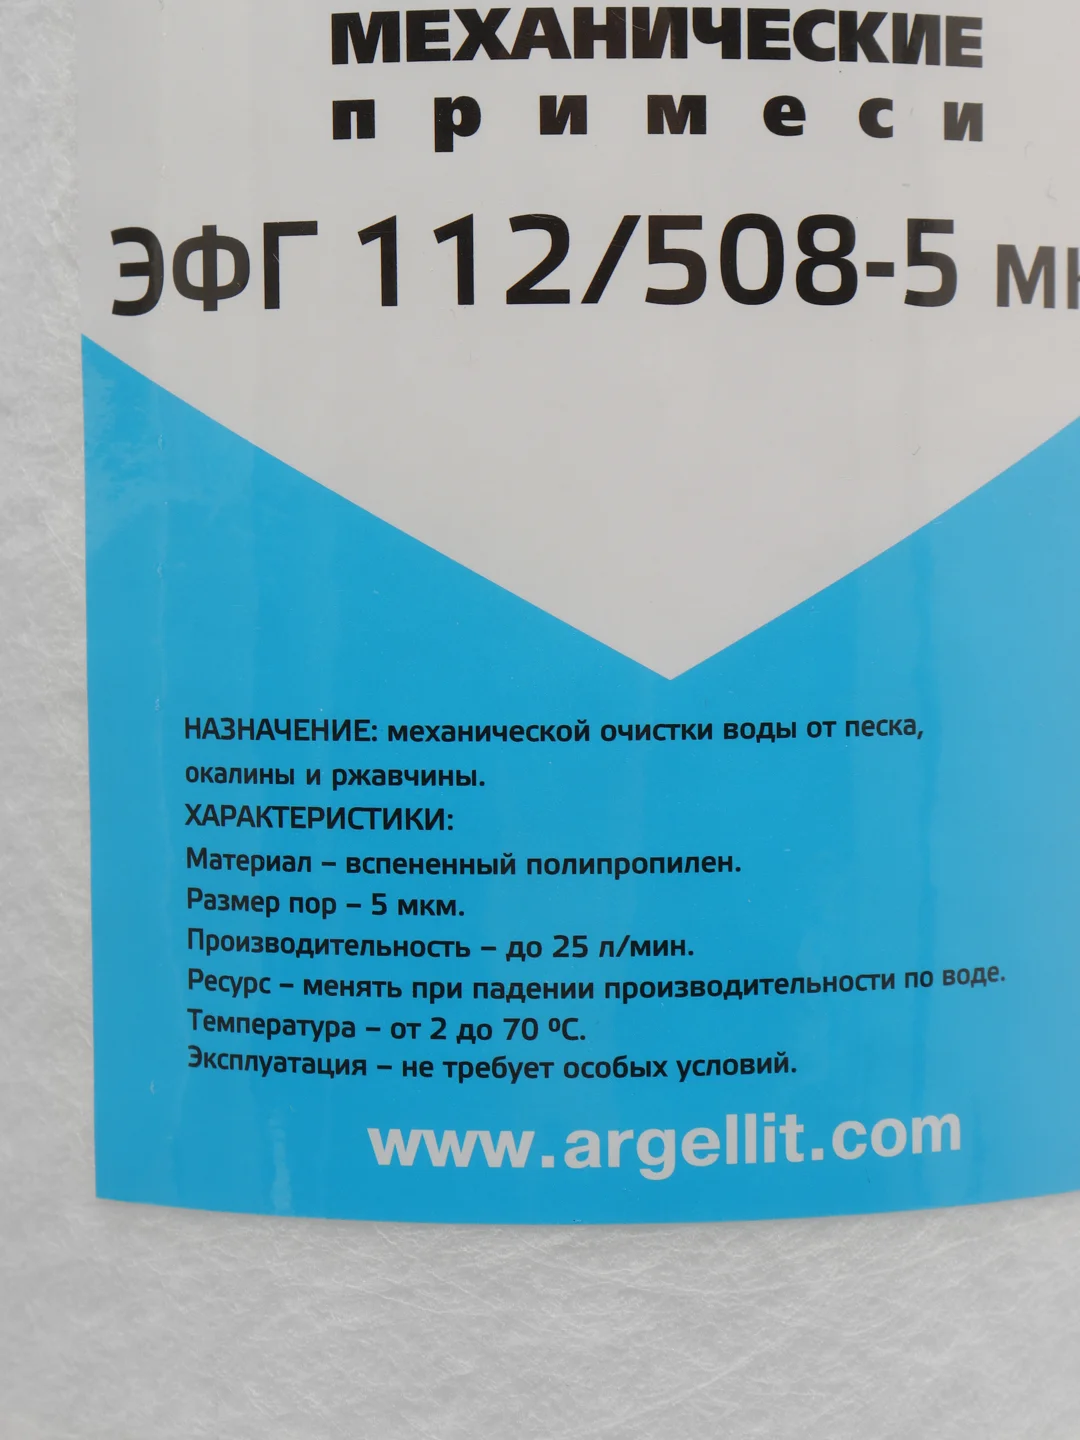 МЕХАНИЧЕСКИЕ
примеси
ЭФГ 112/508-5
НАЗНАЧЕНИЕ: механической очистки воды от песка,
окалины и ржавчины.
ХАРАКТЕРИСТИКИ:
Материал – вспененный полипропилен.
Размер пор – 5 мкм.
Производительность – до 25 л/мин.
Ресурс – менять при падении производительности по воде.
Температура – от 2 до 70 ºС.
Эксплуатация – не требует особых условий.
www.argellit.com